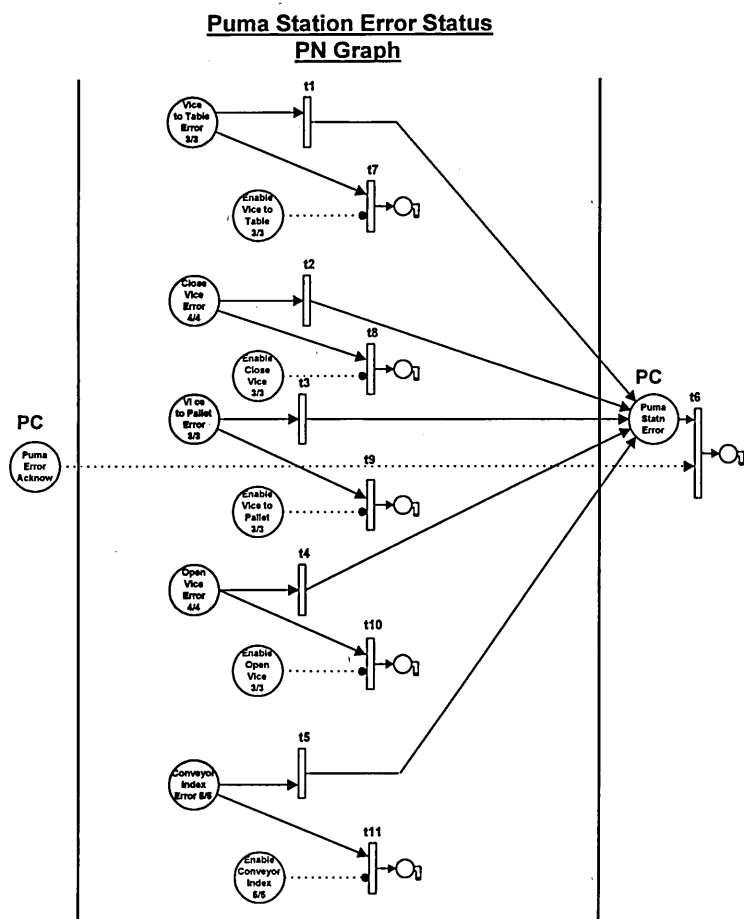 Puma Station Error Status
PN Graph
t1
Vice
to Table
Error
3/3
t7
Enable
Vice to
Table
3/3
t2
Close
Vice
Error
4/4
t8
Enable
Close
Vice
3/3
t3
Vice
to Pallet
Error
3/3
PC
Puma
Statn
Error
t6
PC
Puma
Error
Acknow
t9
Enable
Vice to
Pallet
3/3
t4
Open
Vice
Error
4/4
t10
Enable
Open
Vice
3/3
t5
Conveyor
Index
Error 5/5
t11
Enable
Conveyor
Index
5/5